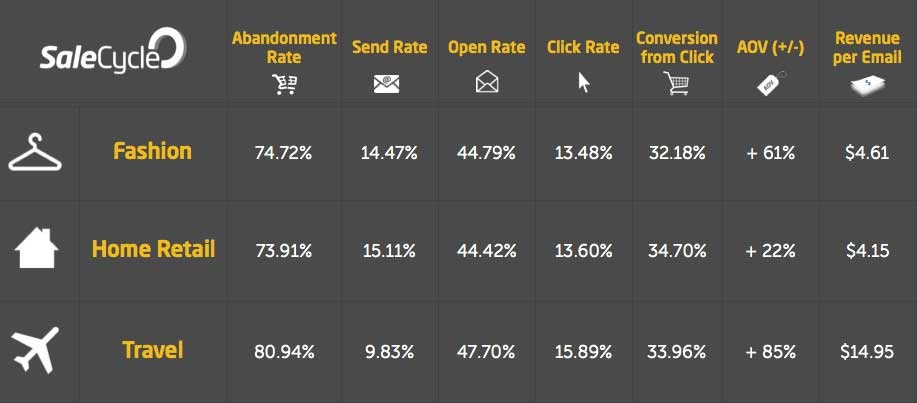 SaleCycle
Abandonment Rate Send Rate Open Rate Click Rate Conversion from Click AOV (+/-) Revenue per Email
@ AOV $
Fashion 74.72% 14.47% 44.79% 13.48% 32.18% + 61% $4.61
Home Retail 73.91% 15.11% 44.42% 13.60% 34.70% + 22% $4.15
Travel 80.94% 9.83% 47.70% 15.89% 33.96% + 85% $14.95